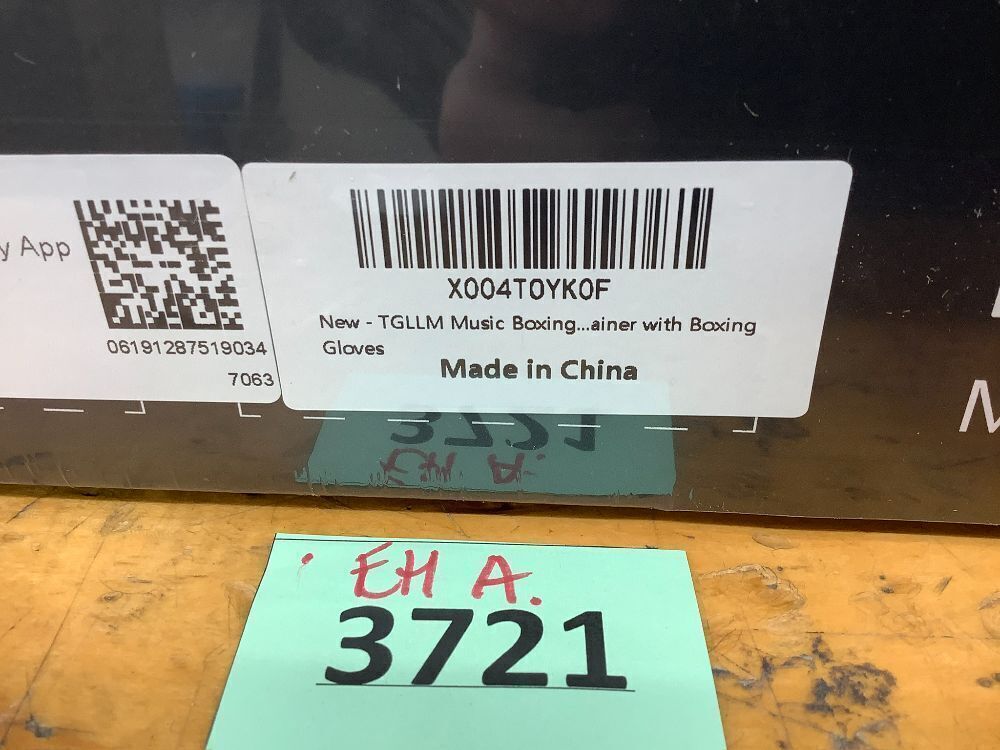 y App
06191287519034
7063
X004T0YK0F
New - TGLLM Music Boxing...ainer with Boxing
Gloves
Made in China
M
EH A.
3721